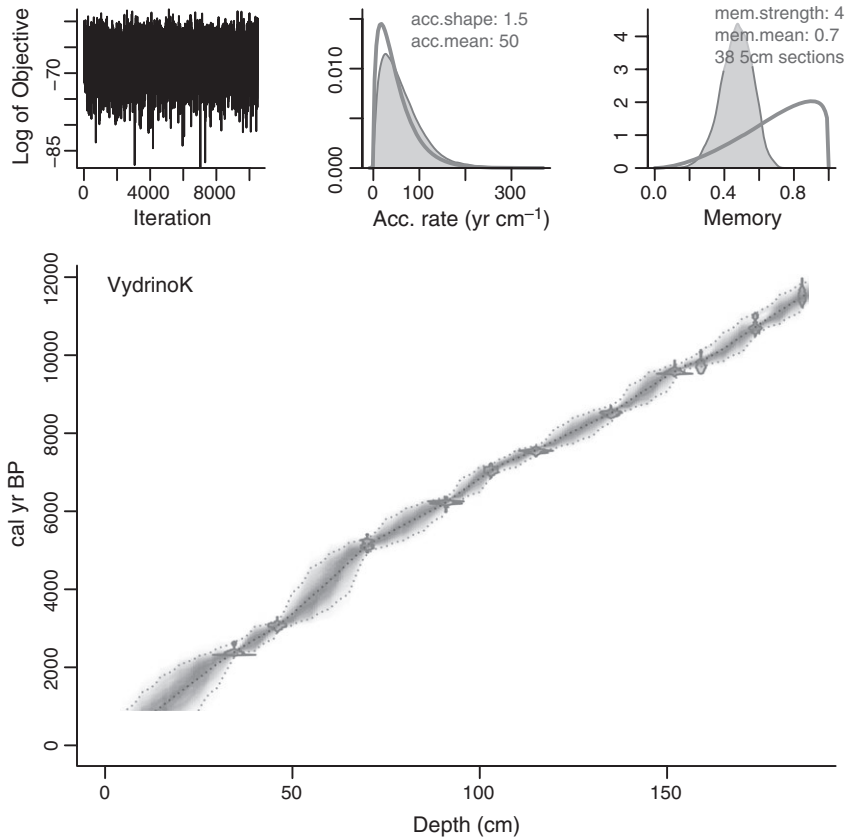 Log of Objective
−70
−85
0
4000
8000
Iteration
acc.shape: 1.5
acc.mean: 50
0.010
0.000
0
100
300
Acc. rate (yr cm−1)
mem.strength: 4
mem.mean: 0.7
38 5cm sections
4
3
2
1
0
0.0
0.4
0.8
Memory
VydrinoK
cal yr BP
12000
10000
8000
6000
4000
2000
0
0
50
100
150
Depth (cm)